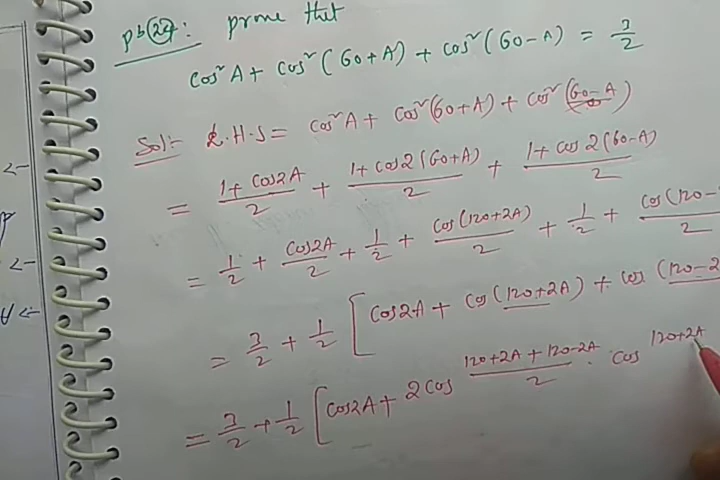 pb(22): prove that
cos²A + cos²(60+A) + cos²(60-A) = 3/2
Sol:- L.H.S = cos²A + cos²(60+A) + cos²(60-A)
= 1+cos2A/2 + 1+cos2(60+A)/2 + 1+cos2(60-A)/2
= 1/2 + cos2A/2 + 1/2 + cos(120+2A)/2 + 1/2 + cos(120-/2
= 3/2 + 1/2 [cos2A + cos(120+2A) + cos(120-2
= 3/2 + 1/2 [cos2A + 2cos 120+2A+120-2A/2 . cos 120+2A